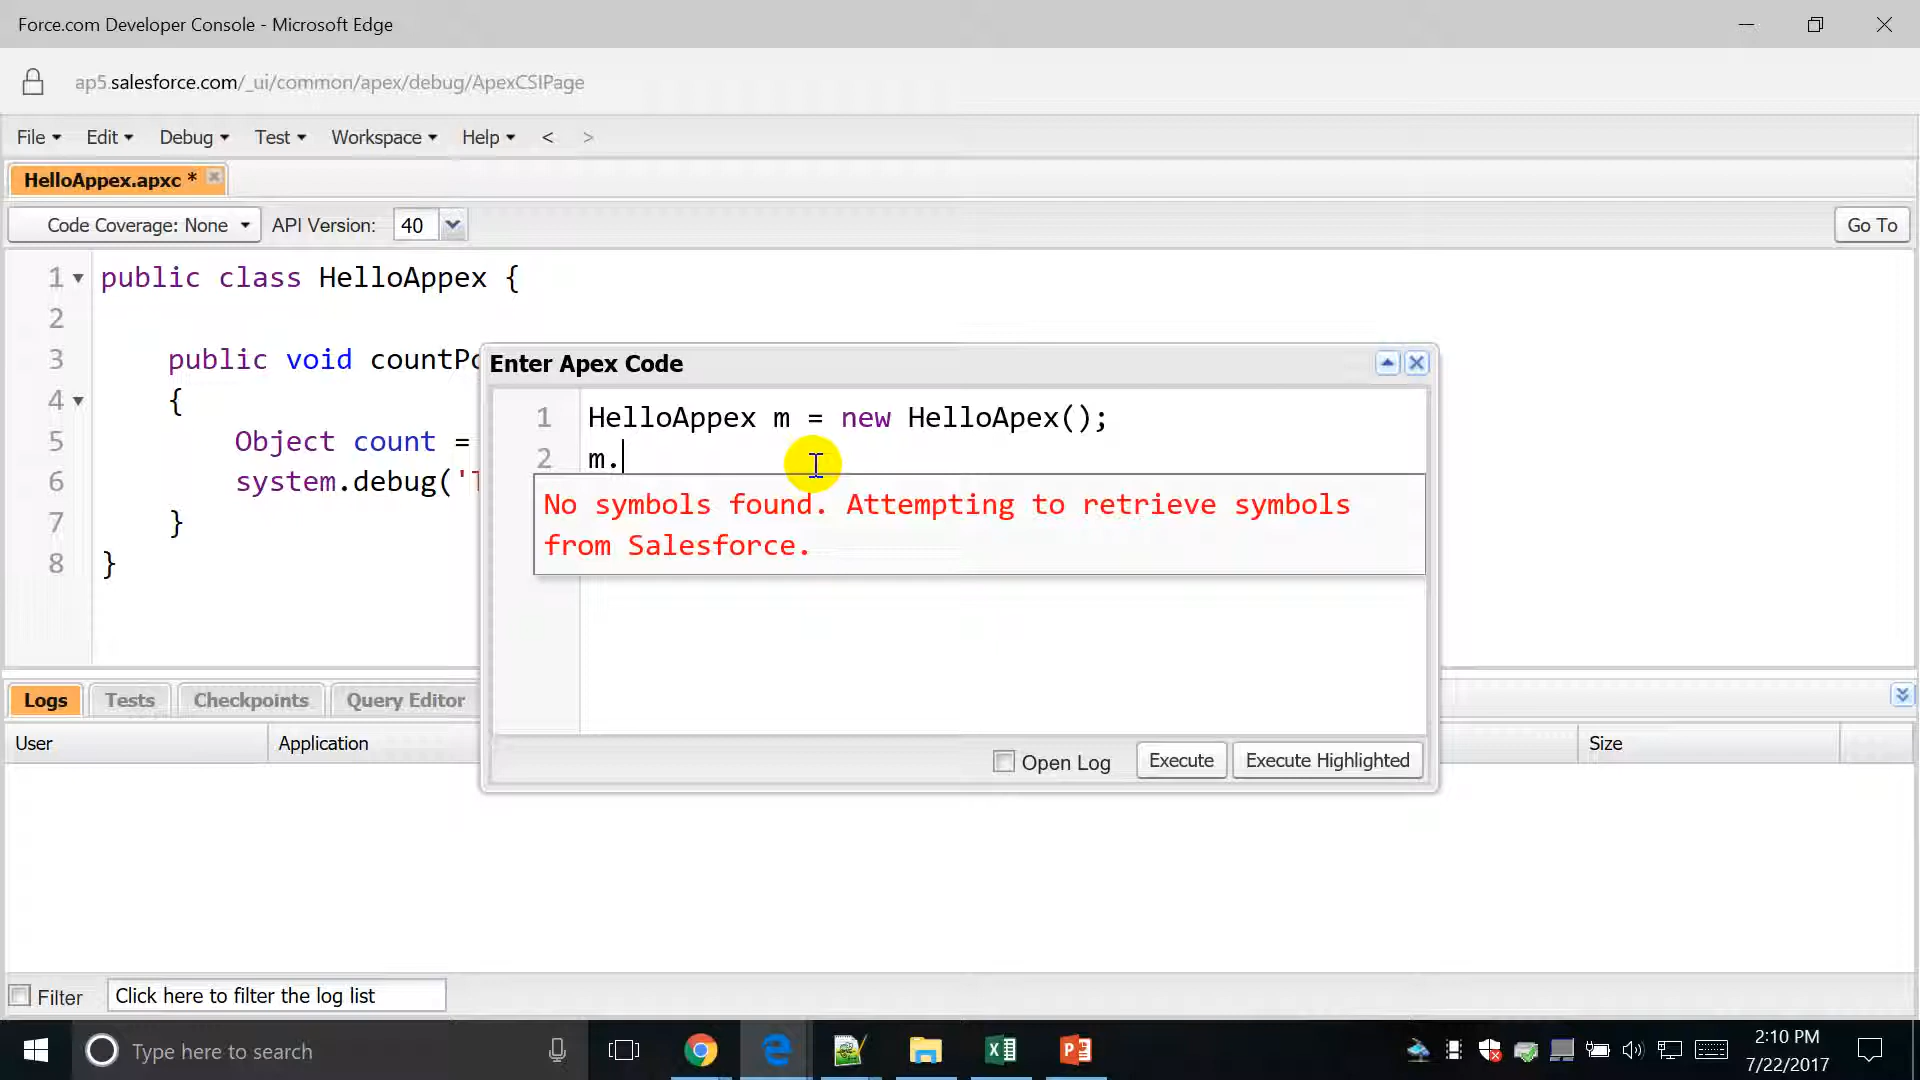 Force.com Developer Console - Microsoft Edge
ap5.salesforce.com/_ui/common/apex/debug/ApexCSIPage
File Edit Debug Test Workspace Help < >
HelloAppex.apxc *
Code Coverage: None API Version: 40 Go To
1 public class HelloAppex {
2
3 public void
4 {
5 Object count =
6 system.debug('
7 }
8 }
Enter Apex Code
1 HelloAppex m = new HelloApex();
2 m.
No symbols found. Attempting to retrieve symbols
from Salesforce.
Open Log Execute Execute Highlighted
Logs Tests Checkpoints Query Editor
User Application Size
Filter Click here to filter the log list
Type here to search
2:10 PM
7/22/2017